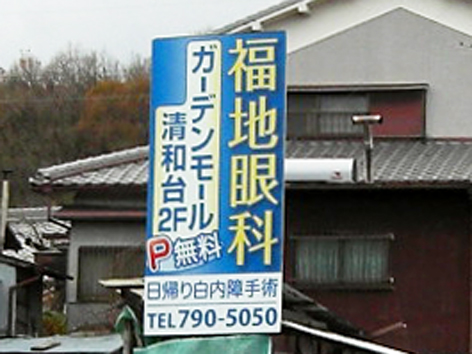 福地眼科
ガーデンモール
清和台2F
P無料
日帰り白内障手術
TEL790-5050